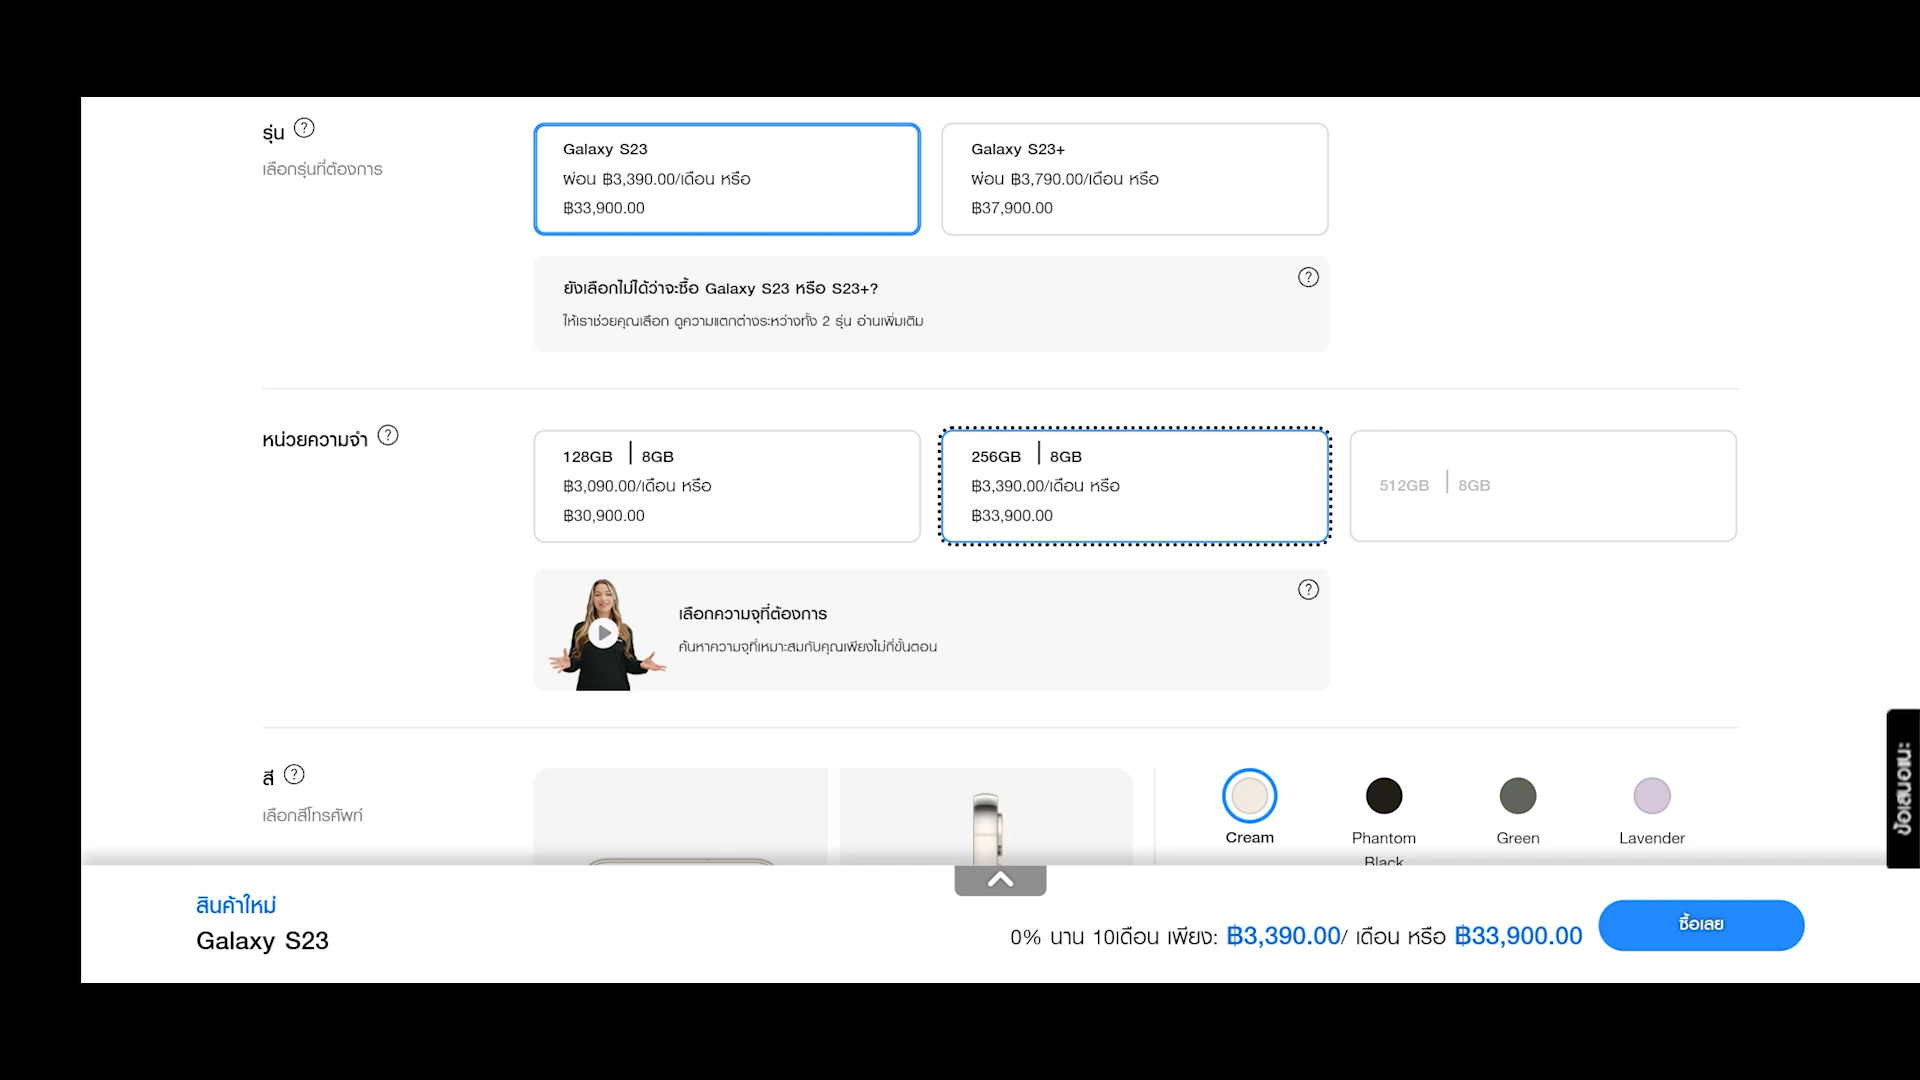 รุ่น ?
เลือกรุ่นที่ต้องการ
Galaxy S23
ผ่อน ฿3,390.00/เดือน หรือ
฿33,900.00
Galaxy S23+
ผ่อน ฿3,790.00/เดือน หรือ
฿37,900.00
ยังเลือกไม่ได้ว่าจะซื้อ Galaxy S23 หรือ S23+?
?
ให้เราช่วยคุณเลือก ดูความแตกต่างระหว่างทั้ง 2 รุ่น อ่านเพิ่มเติม
หน่วยความจำ ?
128GB | 8GB
฿3,090.00/เดือน หรือ
฿30,900.00
256GB | 8GB
฿3,390.00/เดือน หรือ
฿33,900.00
512GB | 8GB
เลือกความจุที่ต้องการ
?
ค้นหาความจุที่เหมาะสมกับคุณเพียงไม่กี่ขั้นตอน
สี ?
เลือกสีโทรศัพท์
Cream
Phantom
Black
Green
Lavender
ข้อเสนอแนะ
สินค้าใหม่
Galaxy S23
0% นาน 10เดือน เพียง: ฿3,390.00/ เดือน หรือ ฿33,900.00
ซื้อเลย